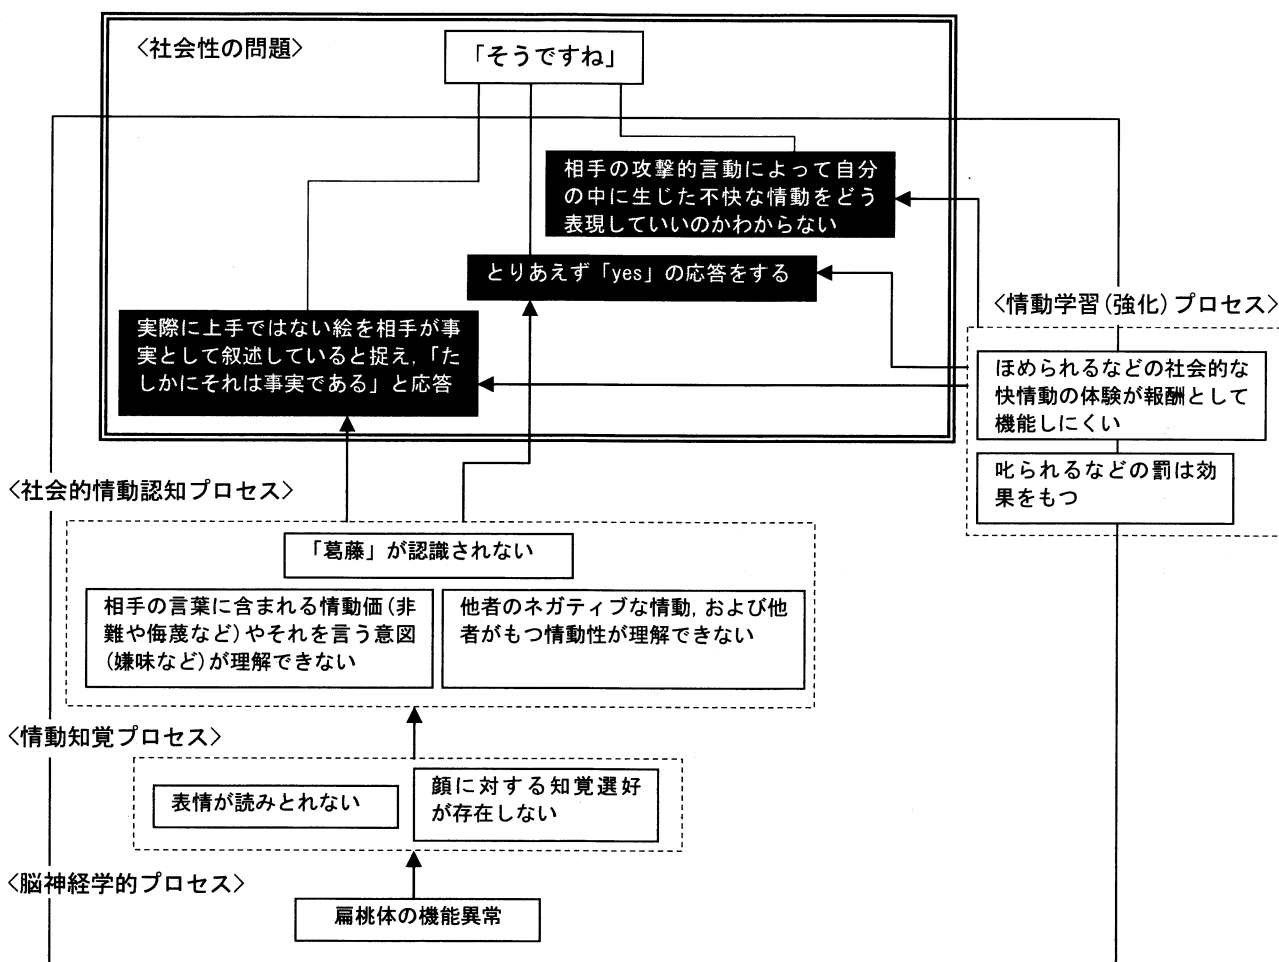 〈社会性の問題〉
「そうですね」
相手の攻撃的言動によって自分
の中に生じた不快な情動をどう
表現していいのかわからない
とりあえず「yes」の応答をする
実際に上手ではない絵を相手が事
実として叙述していると捉え,「た
しかにそれは事実である」と応答
〈情動学習(強化)プロセス〉
ほめられるなどの社会的な
快情動の体験が報酬として
機能しにくい
叱られるなどの罰は効
果をもつ
〈社会的情動認知プロセス〉
「葛藤」が認識されない
相手の言葉に含まれる情動価(非
難や侮蔑など)やそれを言う意図
(嫌味など)が理解できない
他者のネガティブな情動,および他
者がもつ情動性が理解できない
〈情動知覚プロセス〉
表情が読みとれない
顔に対する知覚選好
が存在しない
〈脳神経学的プロセス〉
扁桃体の機能異常